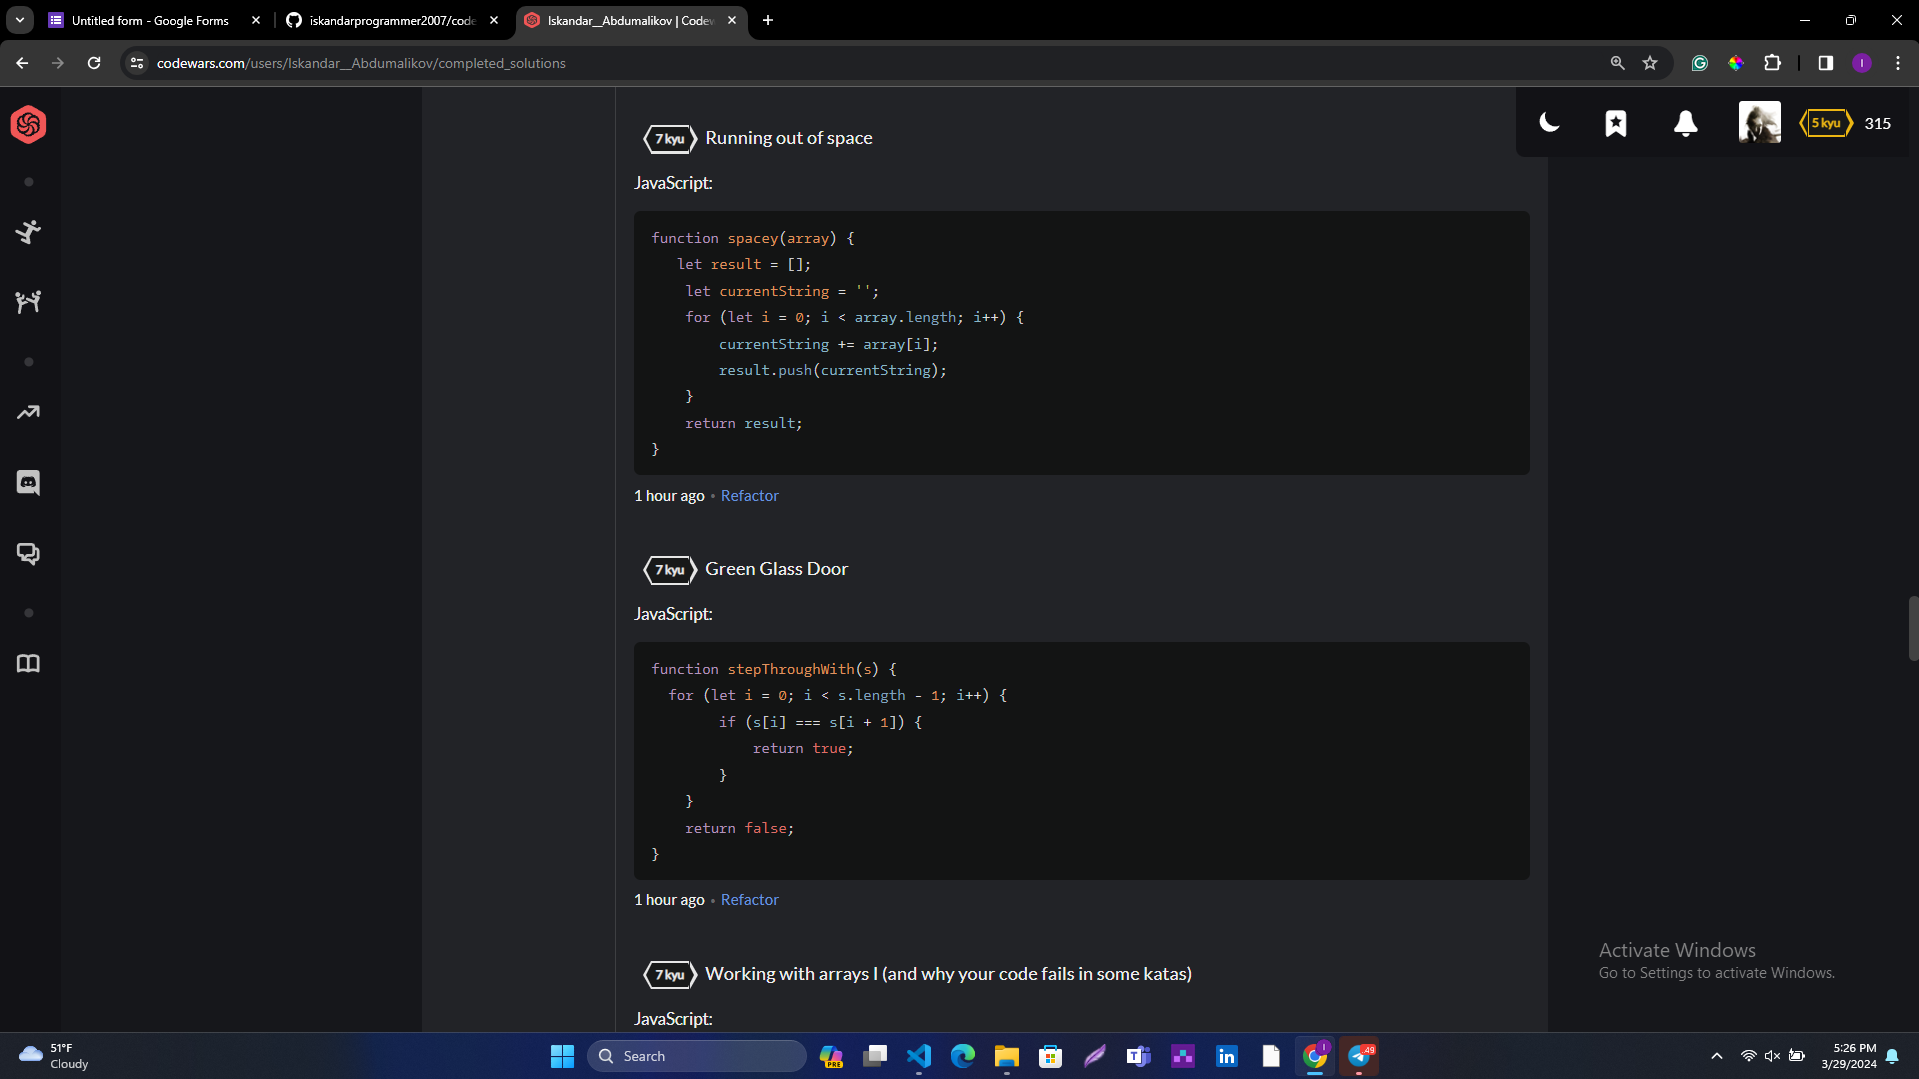 Untitled form - Google Forms
iskandarprogrammer2007/code
Iskandar__Abdumalikov | Codew
codewars.com/users/Iskandar__Abdumalikov/completed_solutions
I
5 kyu
315
7 kyu
Running out of space
JavaScript:
function spacey(array) {
let result = [];
let currentString = '';
for (let i = 0; i < array.length; i++) {
currentString += array[i];
result.push(currentString);
}
return result;
}
1 hour ago • Refactor
7 kyu
Green Glass Door
JavaScript:
function stepThroughWith(s) {
for (let i = 0; i < s.length - 1; i++) {
if (s[i] === s[i + 1]) {
return true;
}
}
return false;
}
1 hour ago • Refactor
7 kyu
Working with arrays I (and why your code fails in some katas)
JavaScript:
Activate Windows
Go to Settings to activate Windows.
51°F
Cloudy
Search
PRE
49
5:26 PM
3/29/2024